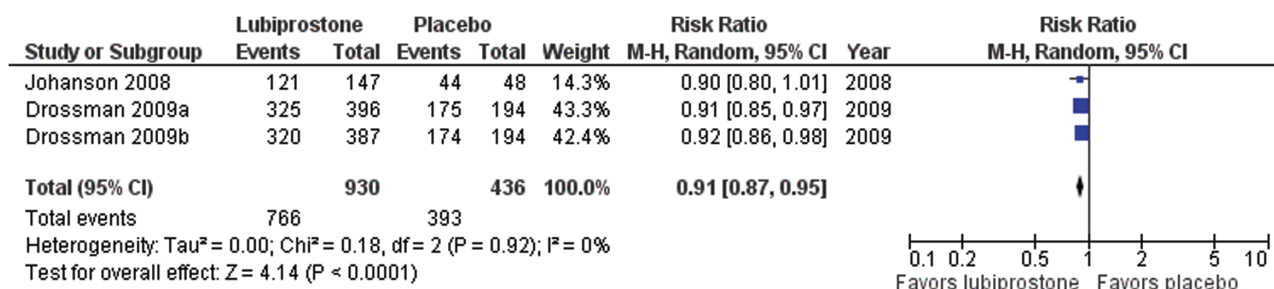 Lubiprostone Placebo Risk Ratio Risk Ratio
Study or Subgroup Events Total Events Total Weight M-H, Random, 95% CI Year M-H, Random, 95% CI
Johanson 2008 121 147 44 48 14.3% 0.90 [0.80, 1.01] 2008
Drossman 2009a 325 396 175 194 43.3% 0.91 [0.85, 0.97] 2009
Drossman 2009b 320 387 174 194 42.4% 0.92 [0.86, 0.98] 2009
Total (95% CI) 930 436 100.0% 0.91 [0.87, 0.95]
Total events 766 393
Heterogeneity: Tau² = 0.00; Chi² = 0.18, df = 2 (P = 0.92); I² = 0%
Test for overall effect: Z = 4.14 (P < 0.0001)
0.1 0.2 0.5 1 2 5 10
Favors lubiprostone Favors placebo